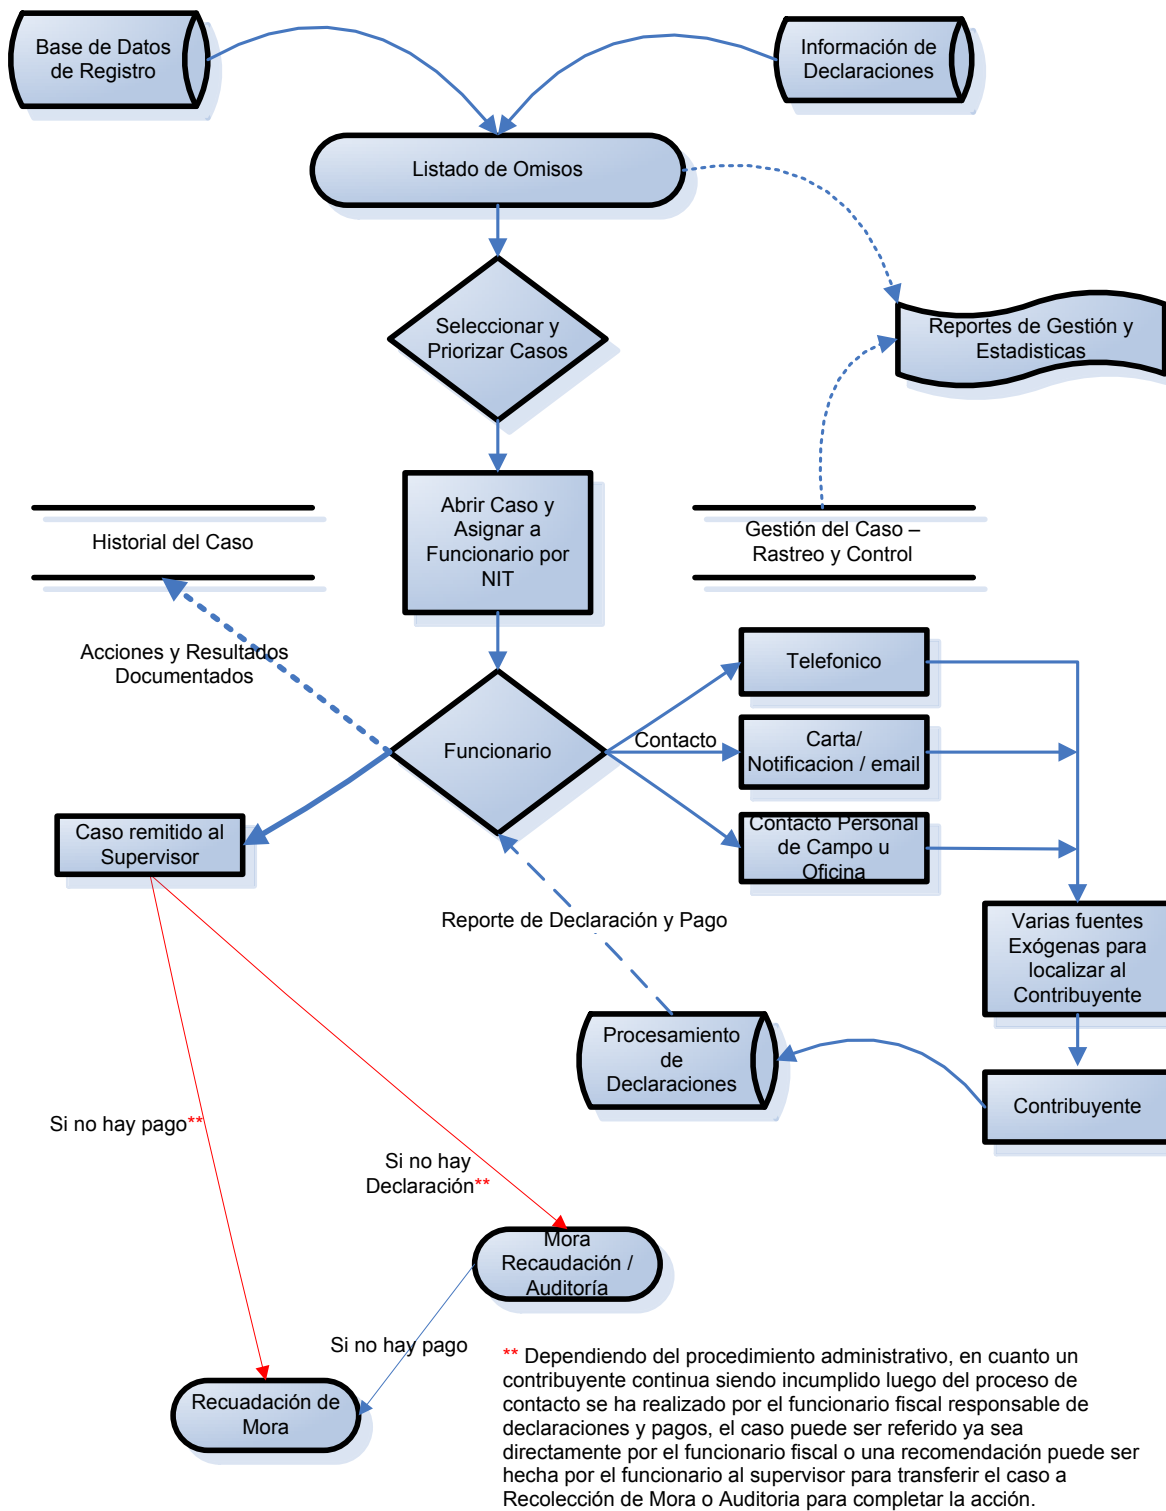 Base de Datos
de Registro
Información de
Declaraciones
Listado de Omisos
Seleccionar y
Priorizar Casos
Reportes de Gestión y
Estadisticas
Abrir Caso y
Asignar a
Funcionario por
NIT
Historial del Caso
Gestión del Caso –
Rastreo y Control
Acciones y Resultados
Documentados
Funcionario
Contacto
Telefonico
Carta/
Notificacion / email
Contacto Personal
de Campo u
Oficina
Caso remitido al
Supervisor
Reporte de Declaración y Pago
Varias fuentes
Exógenas para
localizar al
Contribuyente
Procesamiento
de
Declaraciones
Contribuyente
Si no hay pago**
Si no hay
Declaración**
Mora
Recaudación /
Auditoría
Si no hay pago
Recuadación de
Mora
** Dependiendo del procedimiento administrativo, en cuanto un
contribuyente continua siendo incumplido luego del proceso de
contacto se ha realizado por el funcionario fiscal responsable de
declaraciones y pagos, el caso puede ser referido ya sea
directamente por el funcionario fiscal o una recomendación puede ser
hecha por el funcionario al supervisor para transferir el caso a
Recolección de Mora o Auditoria para completar la acción.